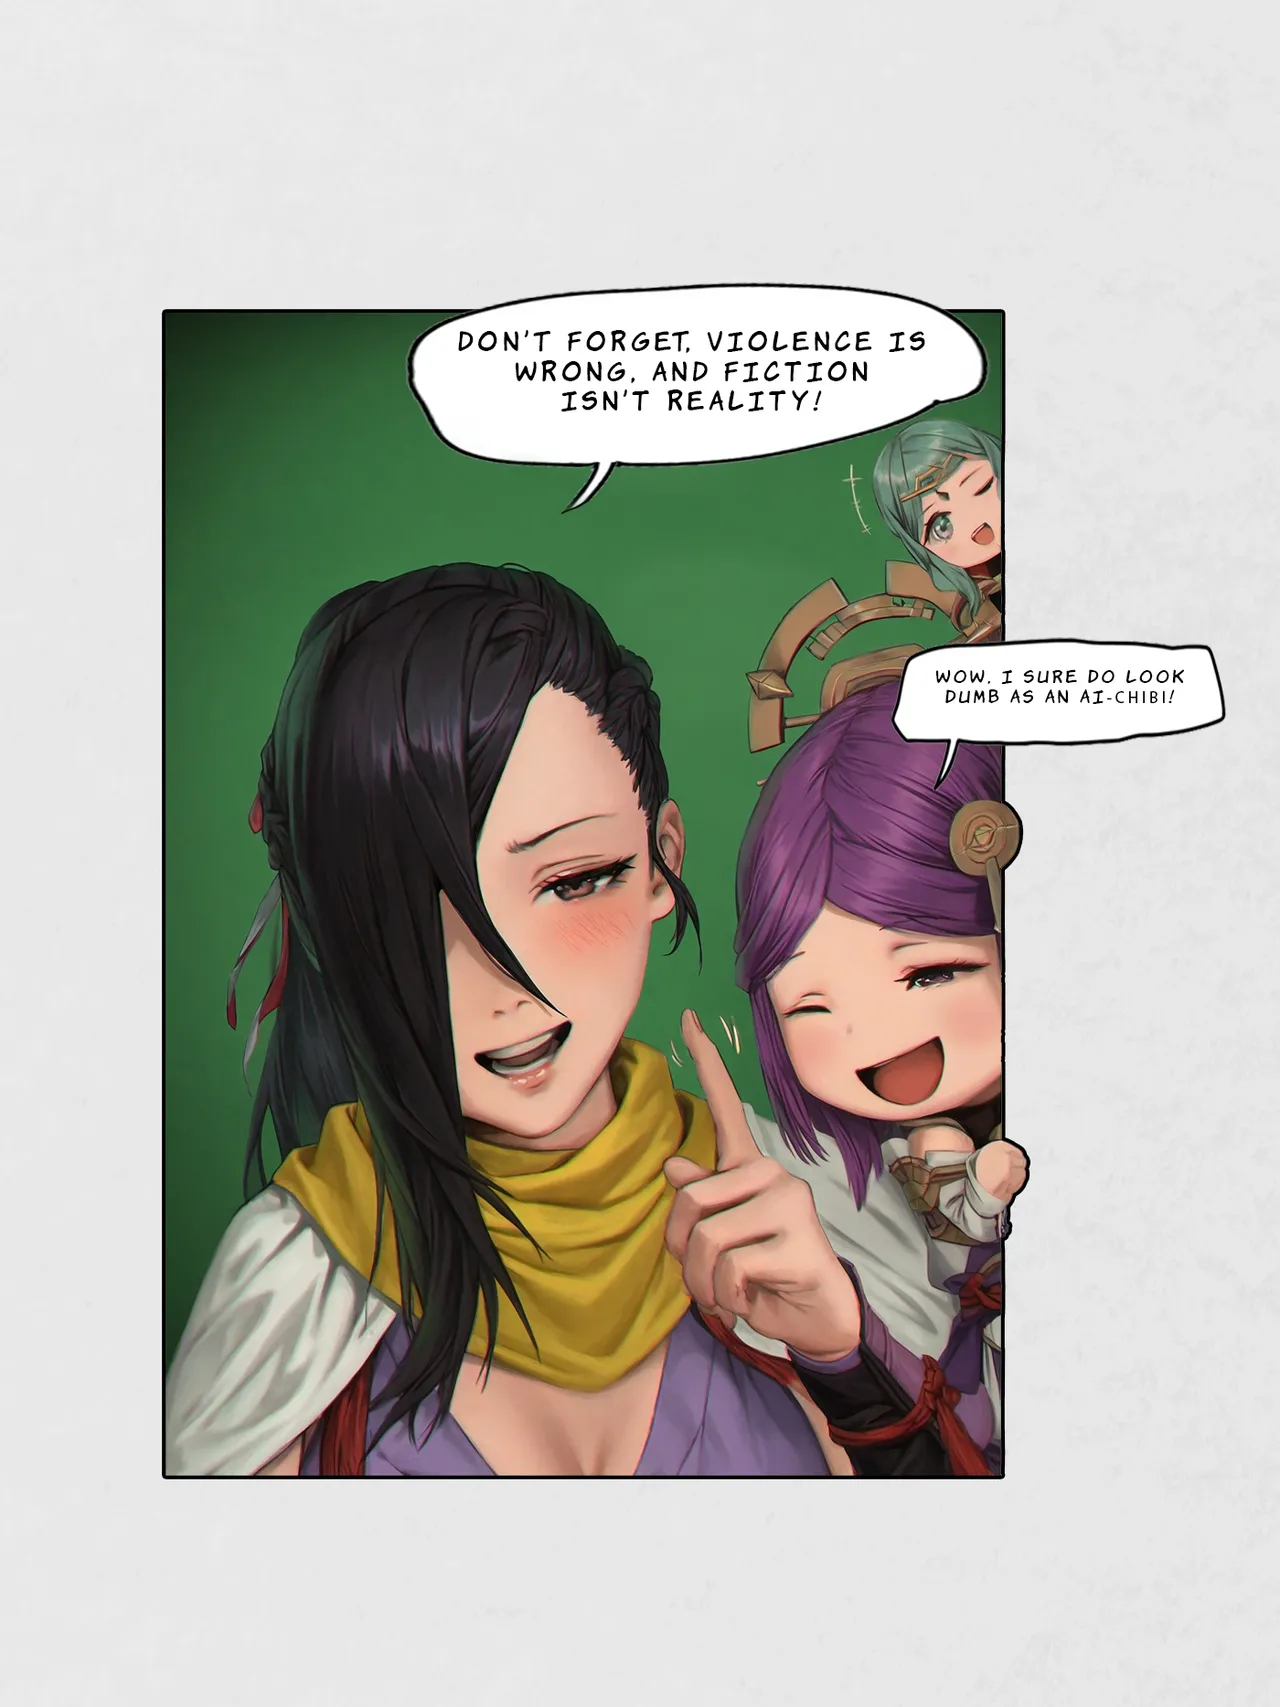 DON'T FORGET, VIOLENCE IS
WRONG, AND FICTION
ISN'T REALITY!
WOW, I SURE DO LOOK
DUMB AS AN AI-CHIBI!